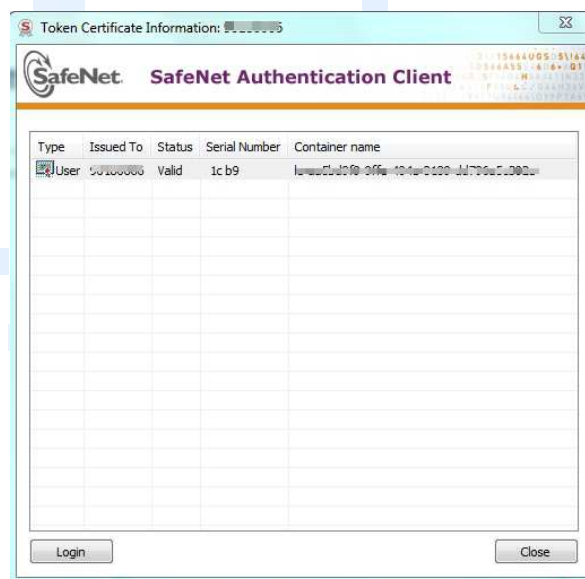 Token Certificate Information:
SafeNet. SafeNet Authentication Client
Type Issued To Status Serial Number Container name
User Valid 1c b9
Login Close